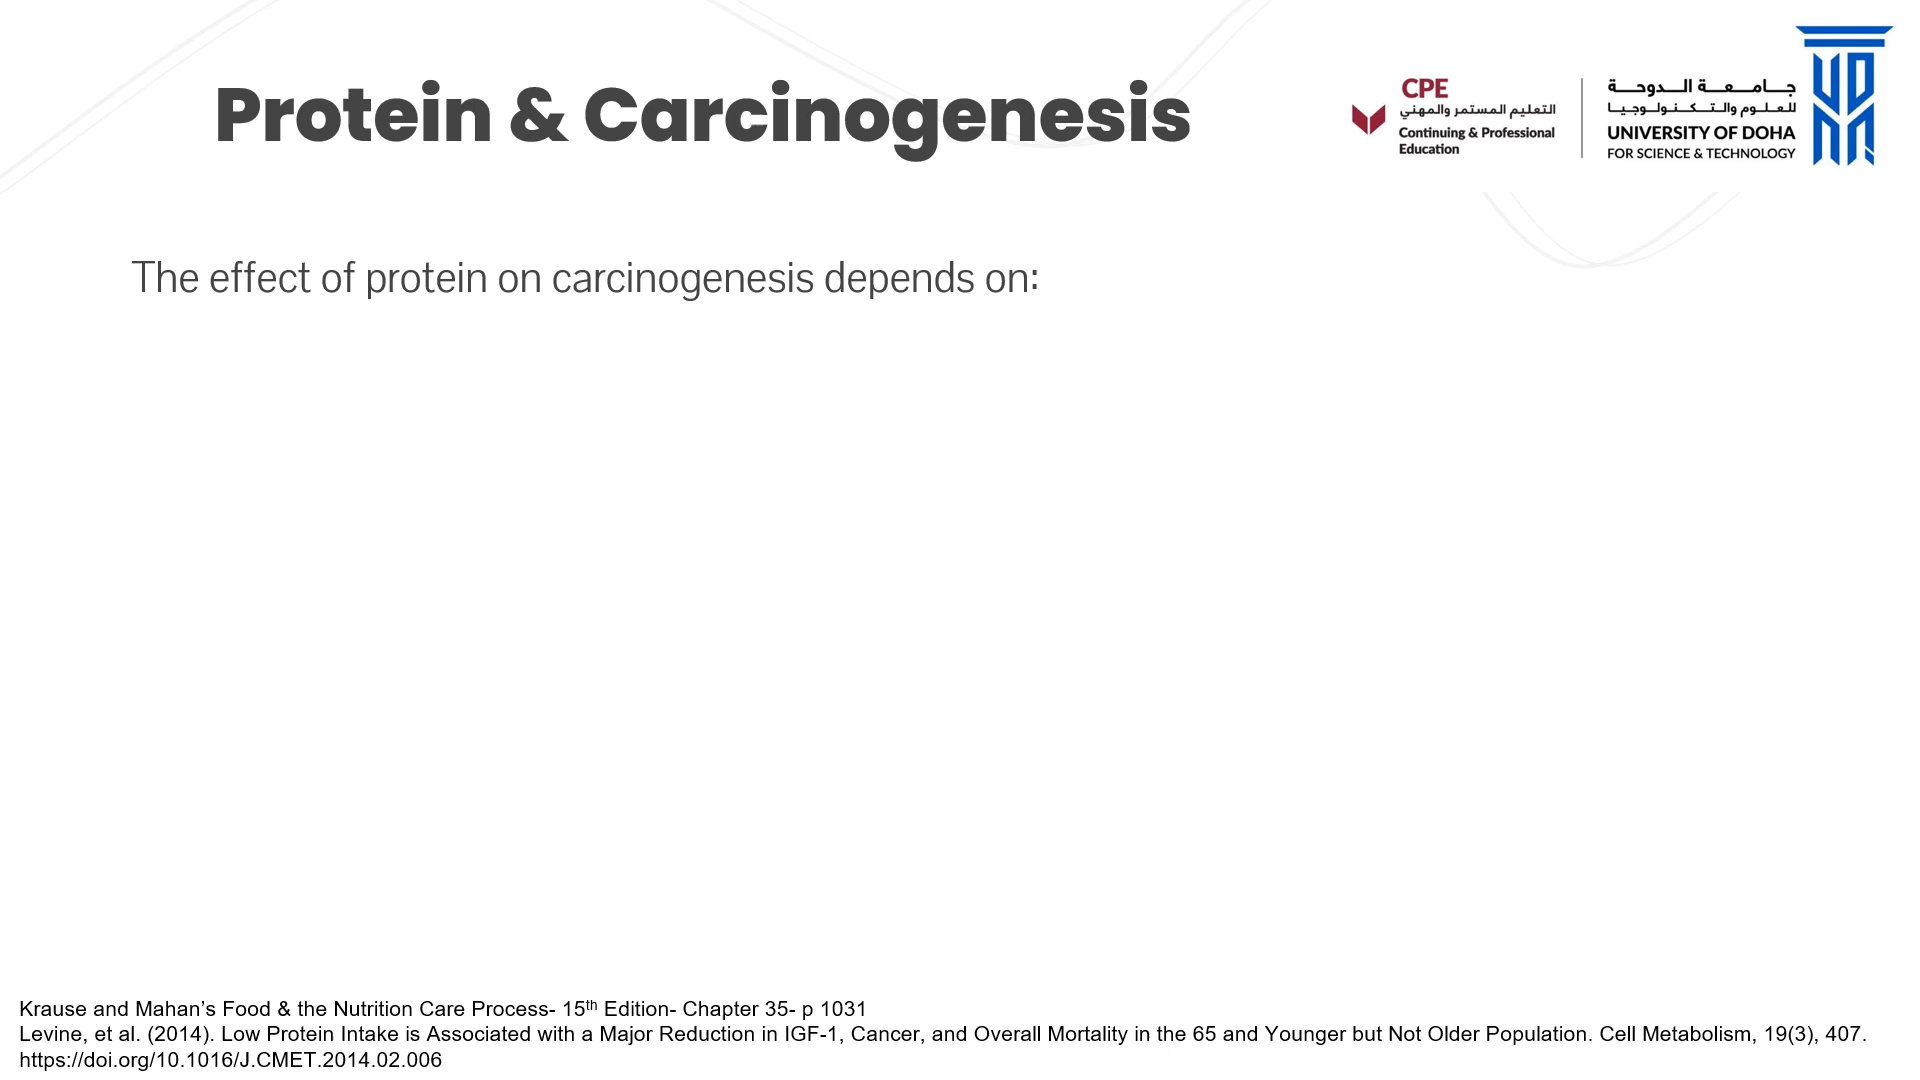 Protein & Carcinogenesis
CPE
التعليم المستمر والمهني
Continuing & Professional
Education
جامعة الدوحة
للعلوم والتكنولوجيا
UNIVERSITY OF DOHA
FOR SCIENCE & TECHNOLOGY
The effect of protein on carcinogenesis depends on:
Krause and Mahan’s Food & the Nutrition Care Process- 15th Edition- Chapter 35- p 1031
Levine, et al. (2014). Low Protein Intake is Associated with a Major Reduction in IGF-1, Cancer, and Overall Mortality in the 65 and Younger but Not Older Population. Cell Metabolism, 19(3), 407.
https://doi.org/10.1016/J.CMET.2014.02.006